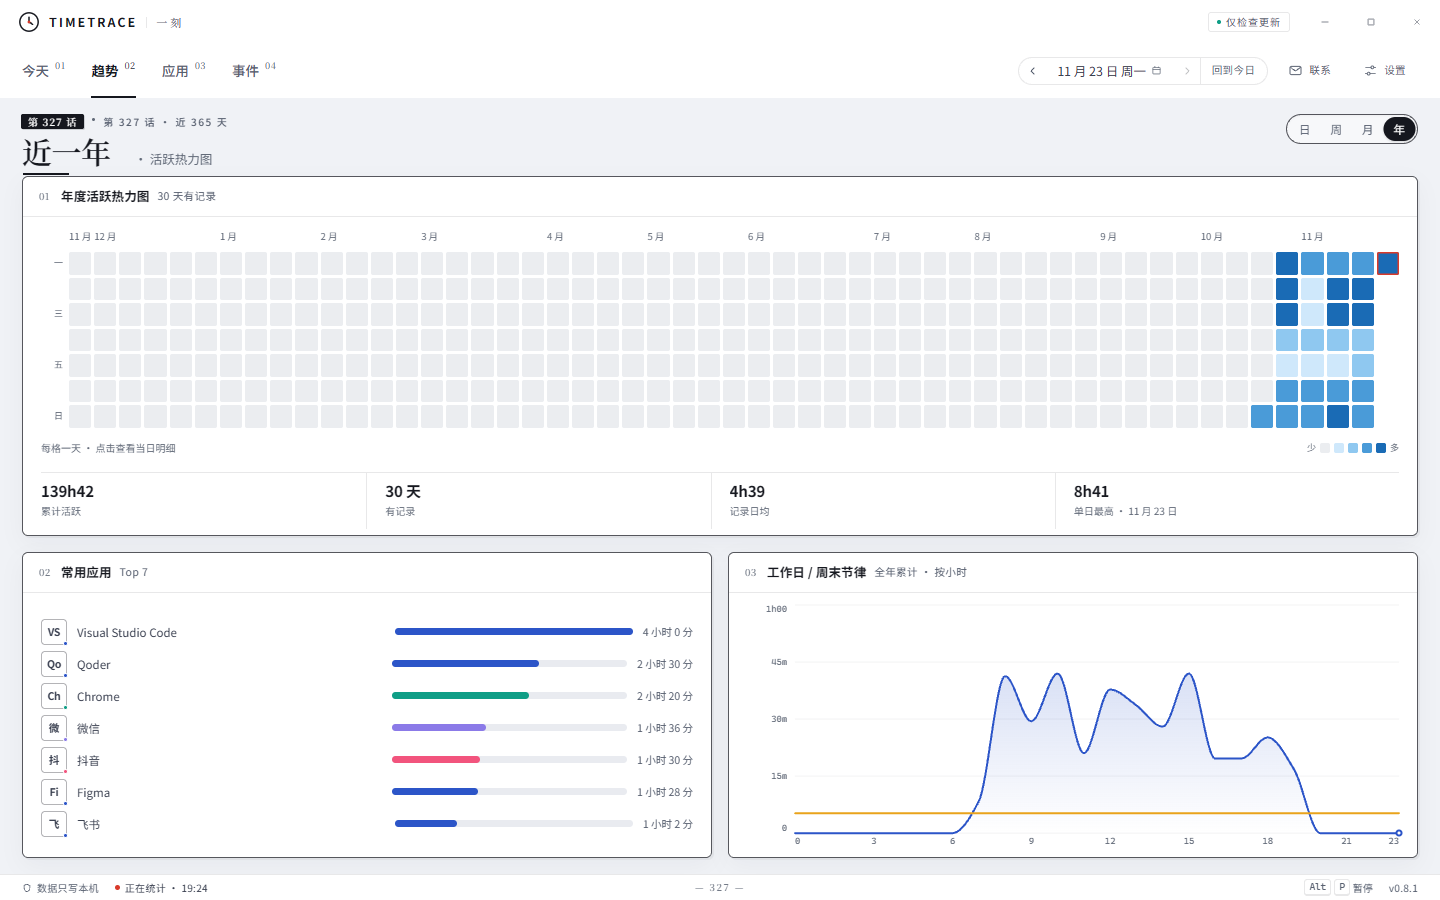 TIMETRACE 一刻
仅检查更新
今天 01 趋势 02 应用 03 事件 04
11 月 23 日 周一
回到今日
联系
设置
第 327 话 • 第 327 话 · 近 365 天
近一年 · 活跃热力图
日 周 月 年
01 年度活跃热力图 30 天有记录
11 月 12 月 1 月 2 月 3 月 4 月 5 月 6 月 7 月 8 月 9 月 10 月 11 月
一
三
五
日
每格一天 · 点击查看当日明细
少 多
139h42
累计活跃
30 天
有记录
4h39
记录日均
8h41
单日最高 · 11 月 23 日
02 常用应用 Top 7
VS Visual Studio Code 4 小时 0 分
Qo Qoder 2 小时 30 分
Ch Chrome 2 小时 20 分
微 微信 1 小时 36 分
抖 抖音 1 小时 30 分
Fi Figma 1 小时 28 分
飞 飞书 1 小时 2 分
03 工作日 / 周末节律 全年累计 · 按小时
1h00
45m
30m
15m
0
0 3 6 9 12 15 18 21 23
数据只写本机
正在统计 · 19:24
— 327 —
Alt P 暂停
v0.8.1